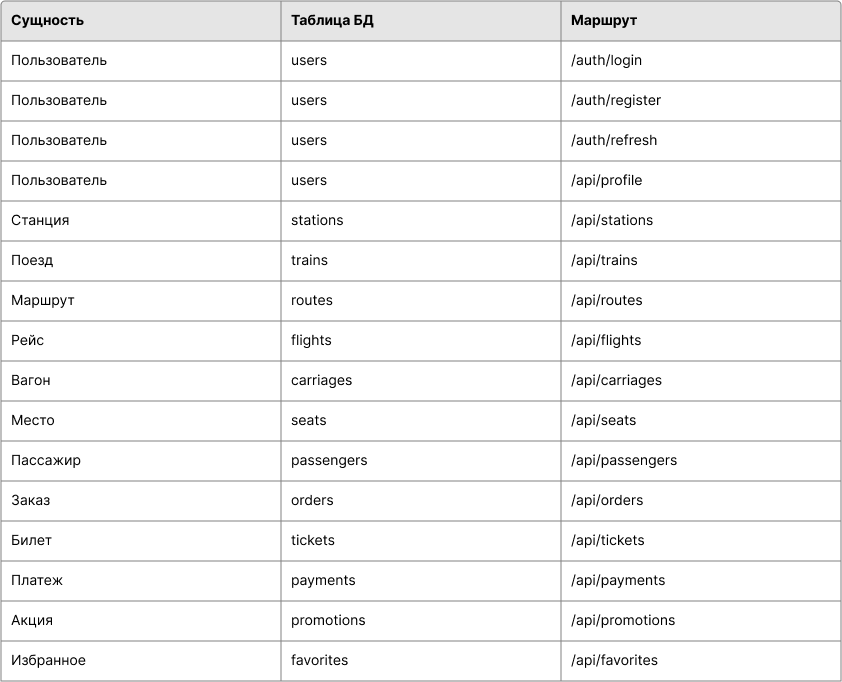 Сущность Таблица БД Маршрут
Пользователь users /auth/login
Пользователь users /auth/register
Пользователь users /auth/refresh
Пользователь users /api/profile
Станция stations /api/stations
Поезд trains /api/trains
Маршрут routes /api/routes
Рейс flights /api/flights
Вагон carriages /api/carriages
Место seats /api/seats
Пассажир passengers /api/passengers
Заказ orders /api/orders
Билет tickets /api/tickets
Платеж payments /api/payments
Акция promotions /api/promotions
Избранное favorites /api/favorites